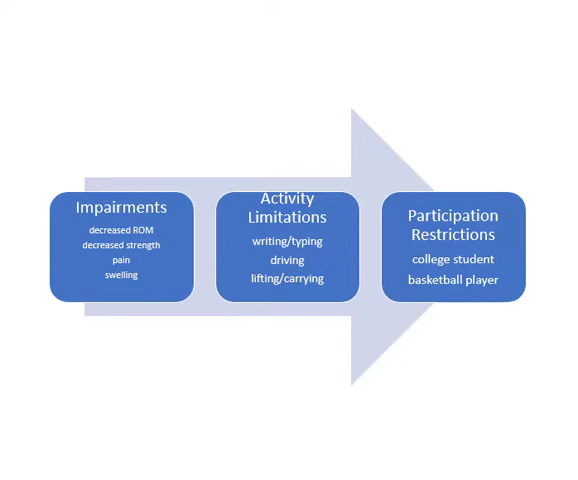 Impairments
decreased ROM
decreased strength
pain
swelling
Activity
Limitations
writing/typing
driving
lifting/carrying
Participation
Restrictions
college student
basketball player